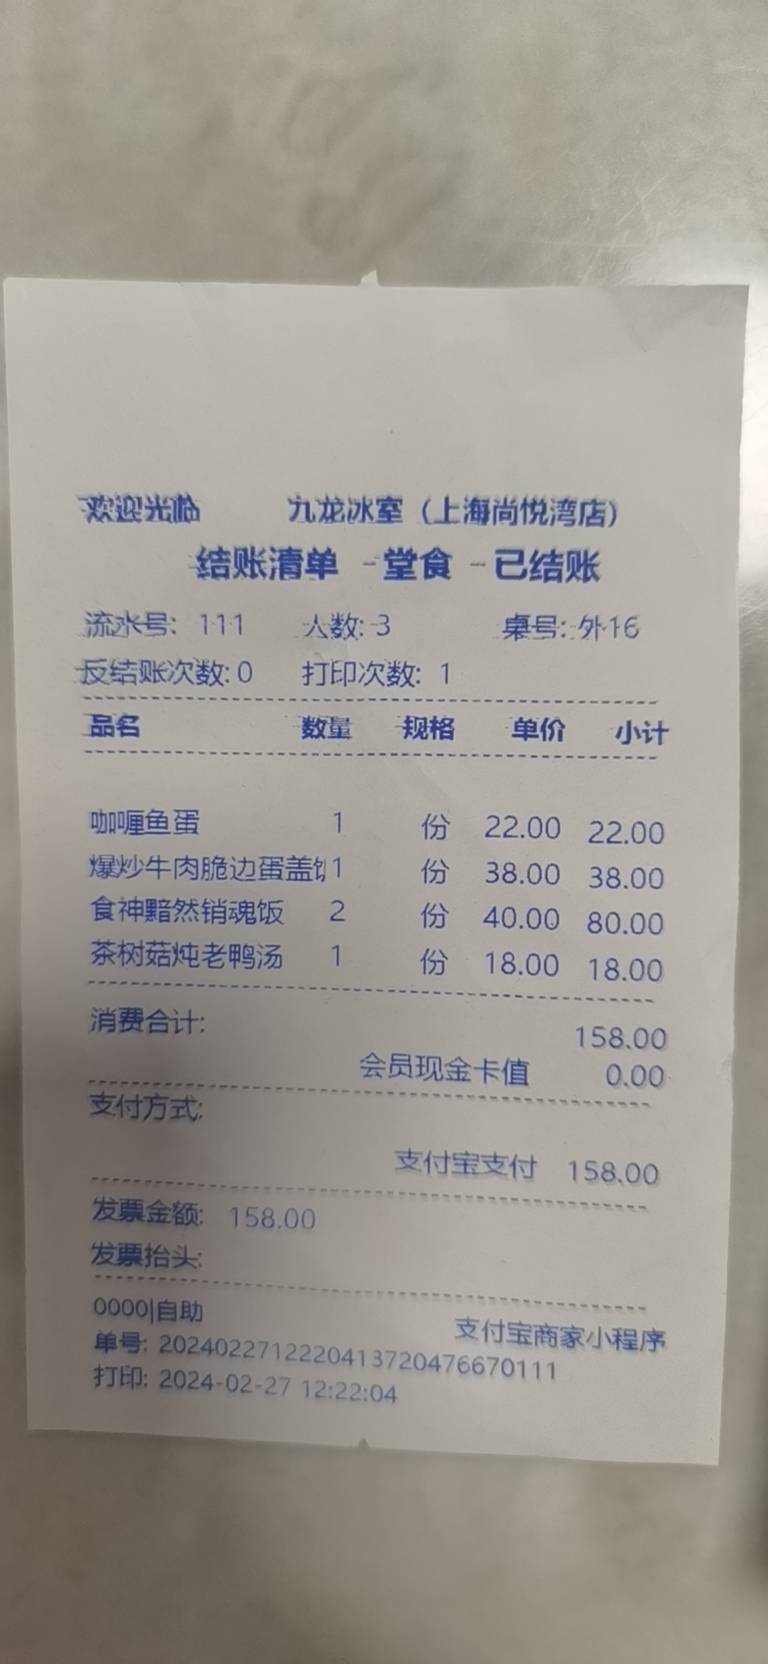 欢迎光临 九龙冰室（上海尚悦湾店）
结账清单 -堂食 -已结账
流水号: 111 人数: 3 桌号: 外16
反结账次数: 0 打印次数: 1
品名 数量 规格 单价 小计
咖喱鱼蛋 1 份 22.00 22.00
爆炒牛肉脆边蛋盖 1 份 38.00 38.00
食神黯然销魂饭 2 份 40.00 80.00
茶树菇炖老鸭汤 1 份 18.00 18.00
消费合计: 158.00
会员现金卡值 0.00
支付方式:
支付宝支付 158.00
发票金额: 158.00
发票抬头:
0000|自助 支付宝商家小程序
单号: 20240227122204137204766​70111
打印: 2024-02-27 12:22:04